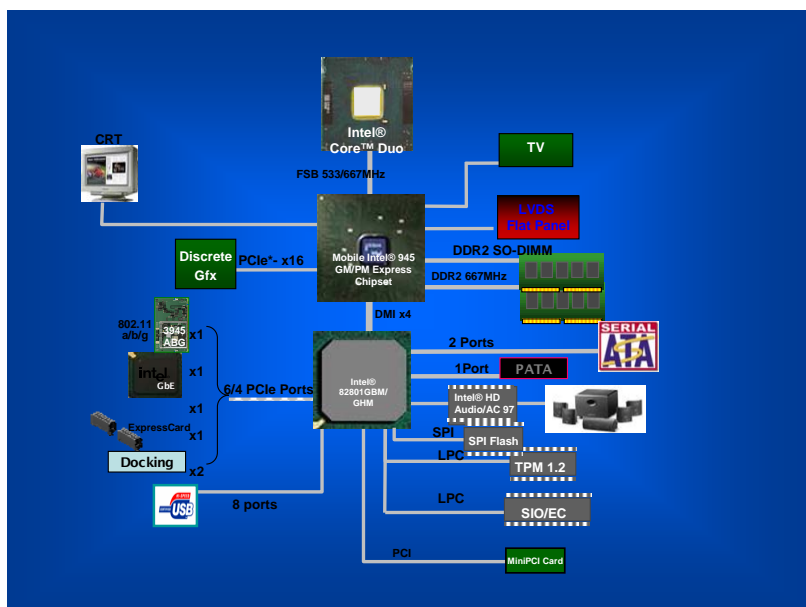 Intel®
Core™ Duo
CRT
TV
FSB 533/667MHz
LVDS
Flat Panel
Mobile Intel® 945
GM/PM Express
Chipset
DDR2 SO-DIMM
DDR2 667MHz
Discrete
Gfx
PCIe*- x16
DMI x4
802.11
a/b/g
3945
ABG
x1
2 Ports
SERIAL
ATA
1Port
PATA
intel
GbE
x1
6/4 PCIe Ports
Intel®
82801GBM/
GHM
Intel® HD
Audio/AC 97
x1
ExpressCard
x1
SPI
SPI Flash
Docking
x2
LPC
TPM 1.2
USB
8 ports
LPC
SIO/EC
PCI
MiniPCI Card